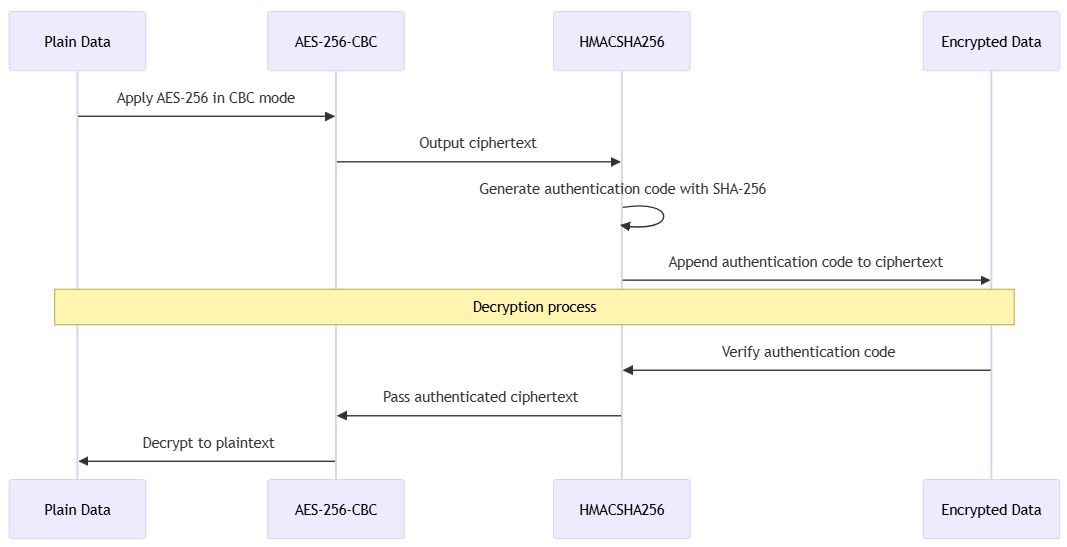 Plain Data
AES-256-CBC
HMACSHA256
Encrypted Data
Apply AES-256 in CBC mode
Output ciphertext
Generate authentication code with SHA-256
Append authentication code to ciphertext
Decryption process
Verify authentication code
Pass authenticated ciphertext
Decrypt to plaintext
Plain Data
AES-256-CBC
HMACSHA256
Encrypted Data